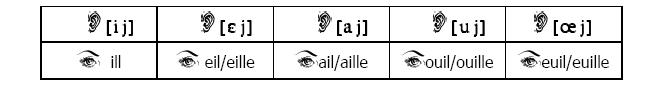 [i j] [ɛ j] [a j] [u j] [œ j]
ill eil/eille ail/aille ouil/ouille euil/euille